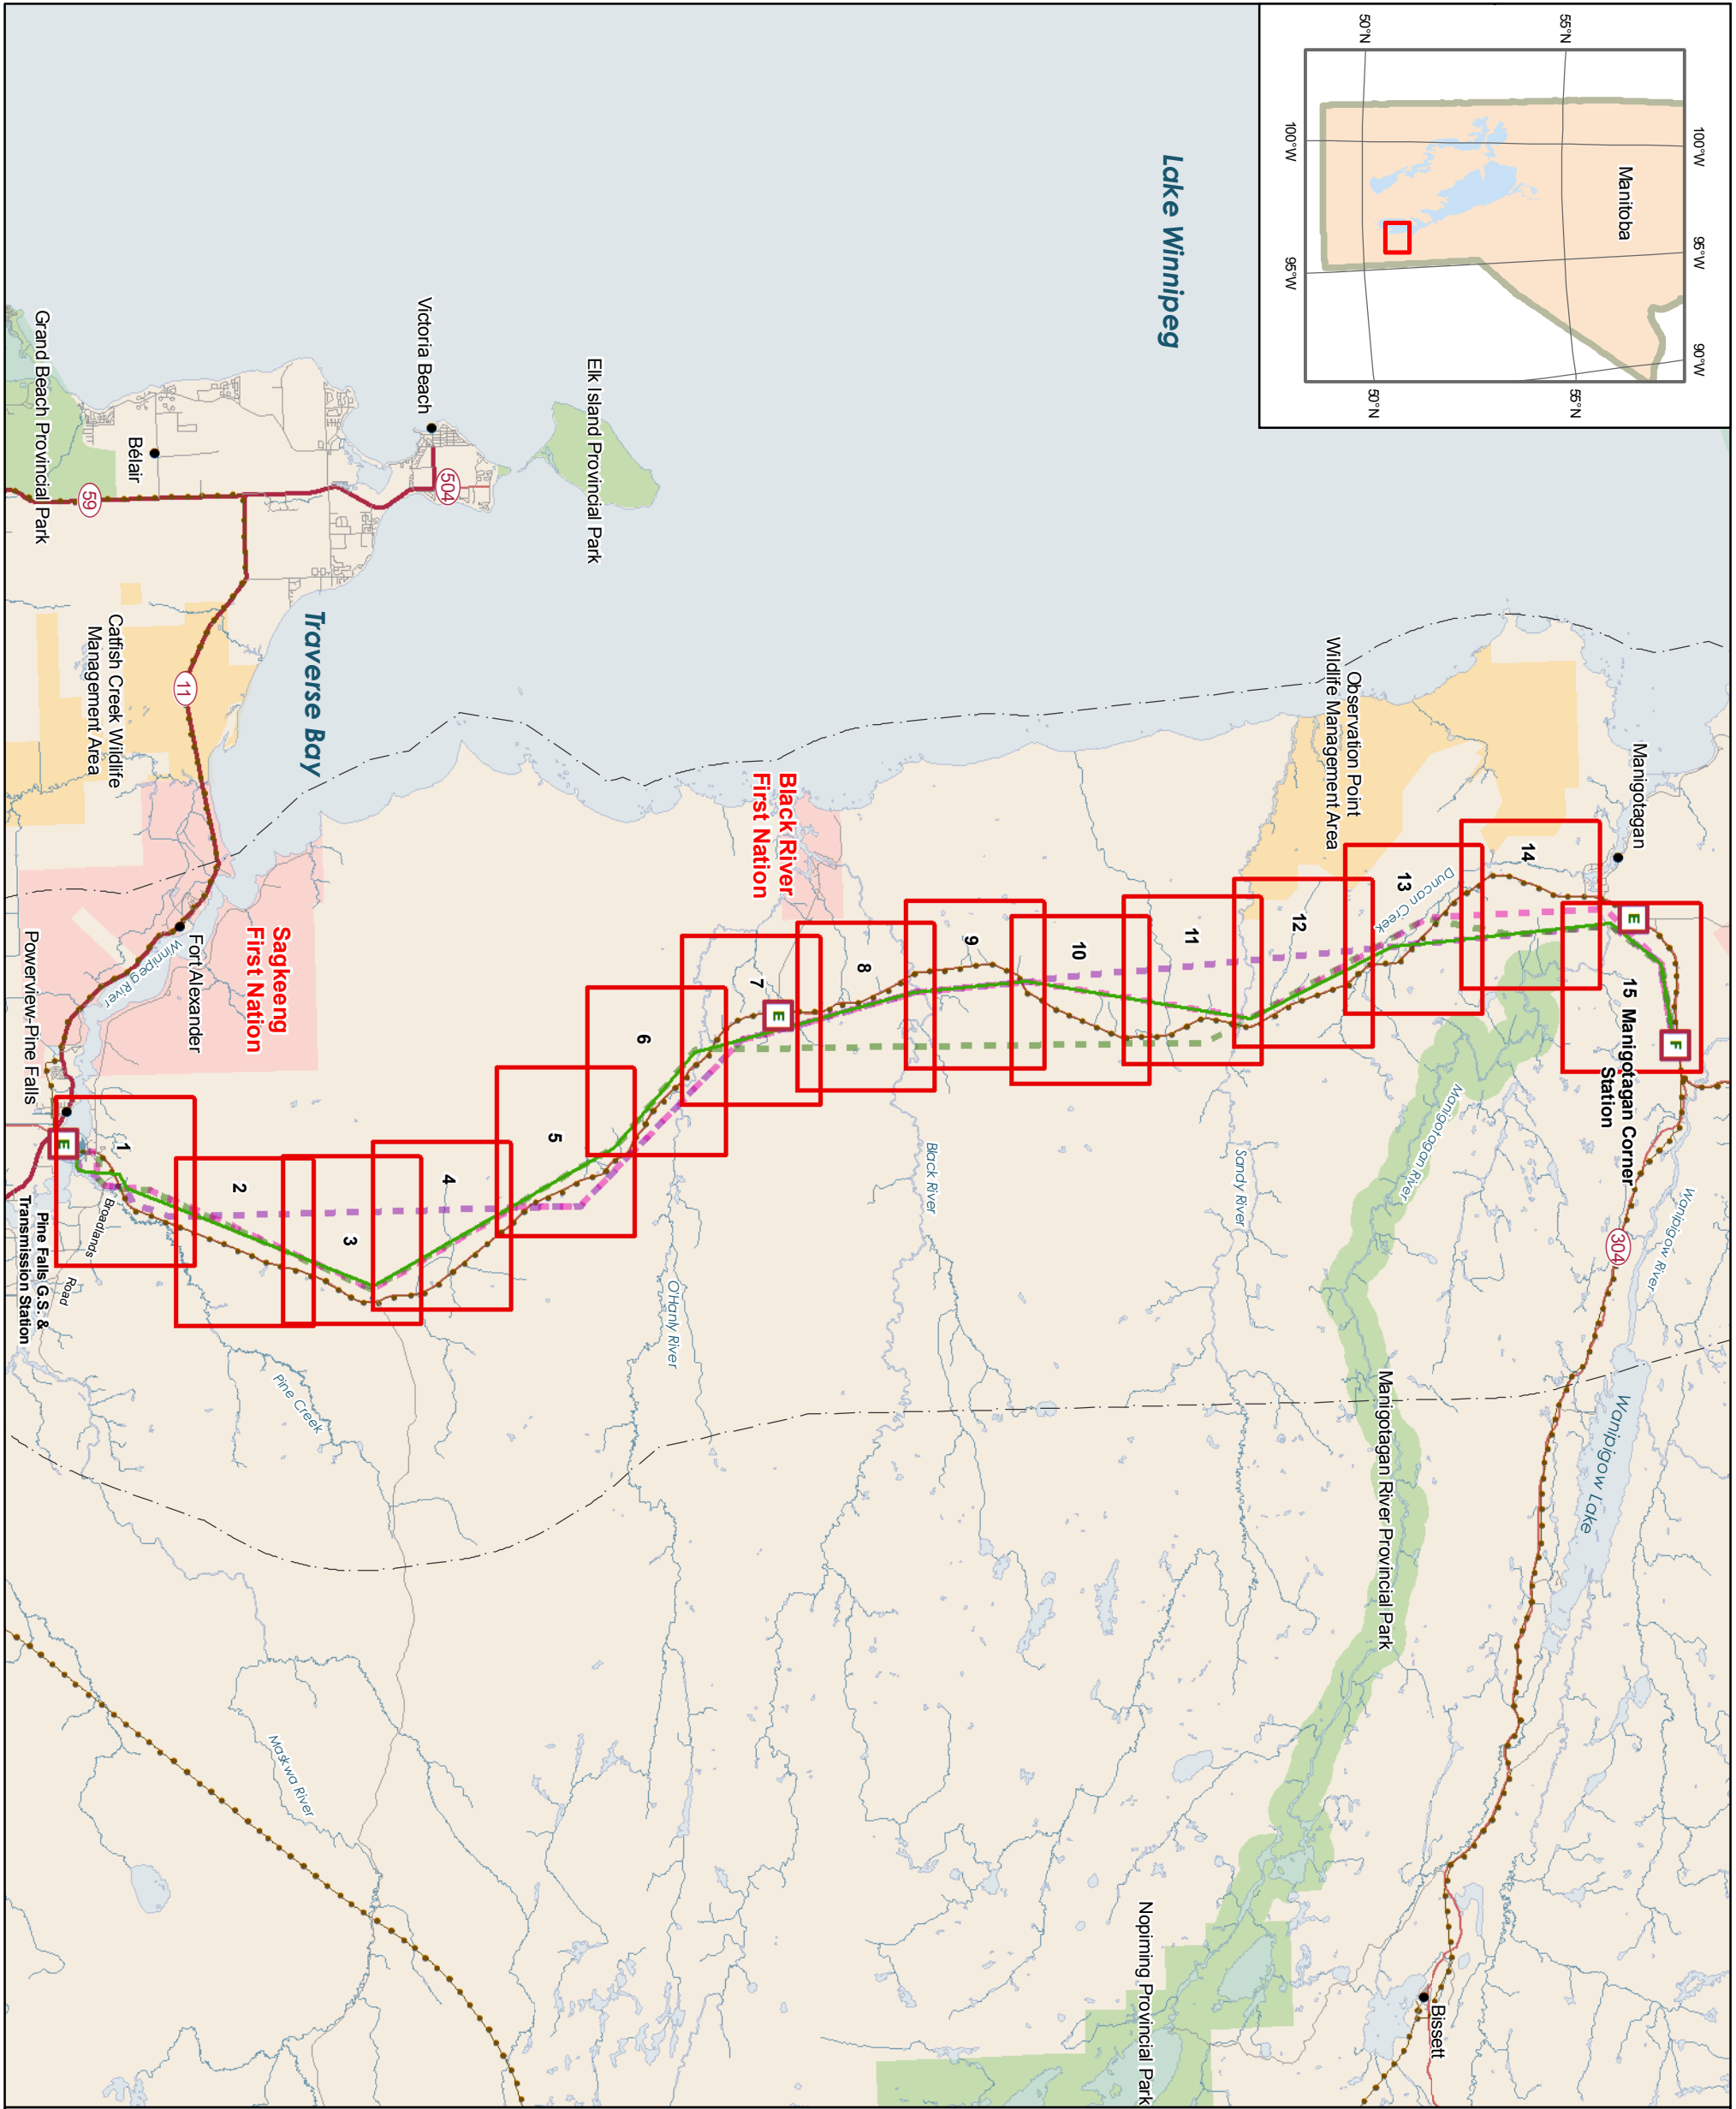 Manitoba
50°N
55°N
100°W
95°W
90°W
100°W
95°W
50°N
55°N
Lake Winnipeg
Manigotagan
E
F
15 Manigotagan Corner
Station
304
Wanipigow River
Wanipigow Lake
Bissett
14
13
Duncan Creek
Observation Point
Wildlife Management Area
Manigotagan River
Manigotagan River Provincial Park
Nopiming Provincial Park
12
11
Sandy River
10
9
8
Black River
Black River
First Nation
7
E
6
O'Hanly River
5
4
3
2
1
Elk Island Provincial Park
Victoria Beach
504
Traverse Bay
Bélair
59
Grand Beach Provincial Park
11
Catfish Creek Wildlife
Management Area
Sagkeeng
First Nation
Fort Alexander
Winnipeg River
Powerview-Pine Falls
E
Broadlands
Road
Pine Falls G.S. &
Transmission Station
Pine Creek
Maskwa River